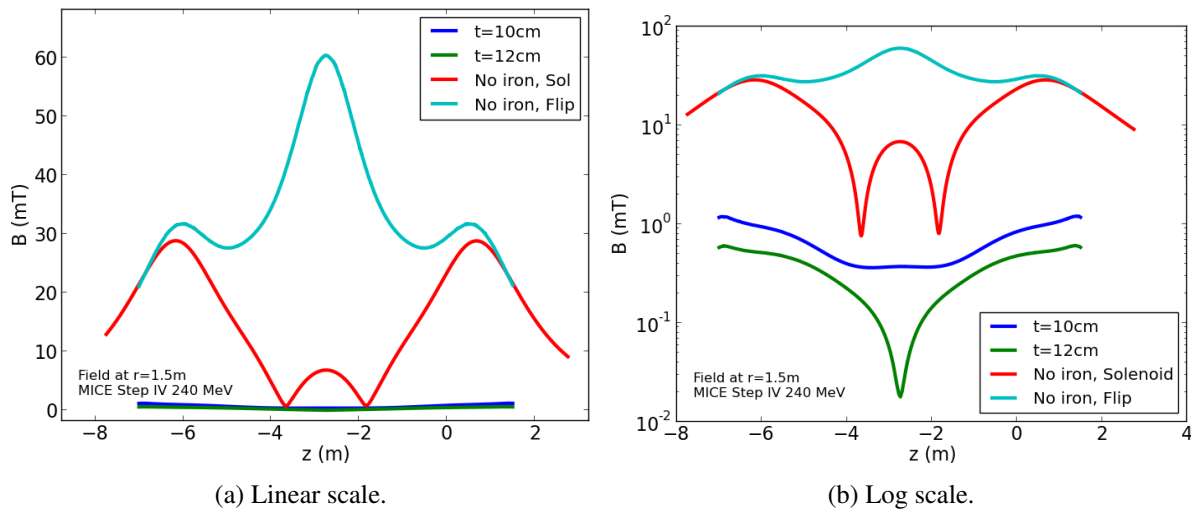 60
50
40
30
20
10
0
B (mT)
−8
−6
−4
−2
0
2
z (m)
t=10cm
t=12cm
No iron, Sol
No iron, Flip
Field at r=1.5m
MICE Step IV 240 MeV
(a) Linear scale.
10²
10¹
10⁰
10⁻¹
10⁻²
B (mT)
−8
−6
−4
−2
0
2
4
z (m)
Field at r=1.5m
MICE Step IV 240 MeV
t=10cm
t=12cm
No iron, Solenoid
No iron, Flip
(b) Log scale.